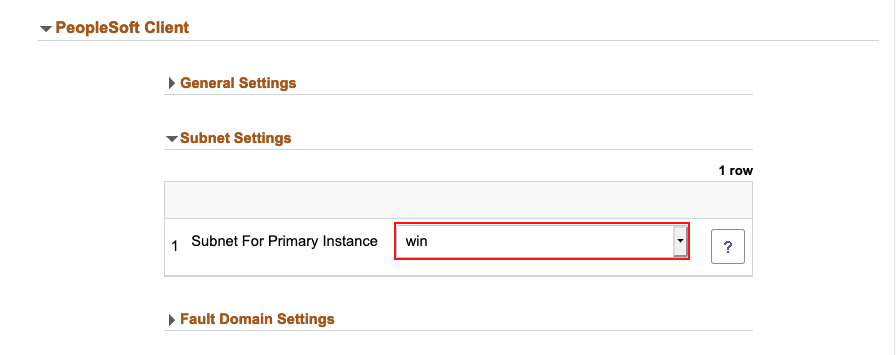 PeopleSoft Client
General Settings
Subnet Settings
1 row
1 Subnet For Primary Instance win ?
Fault Domain Settings